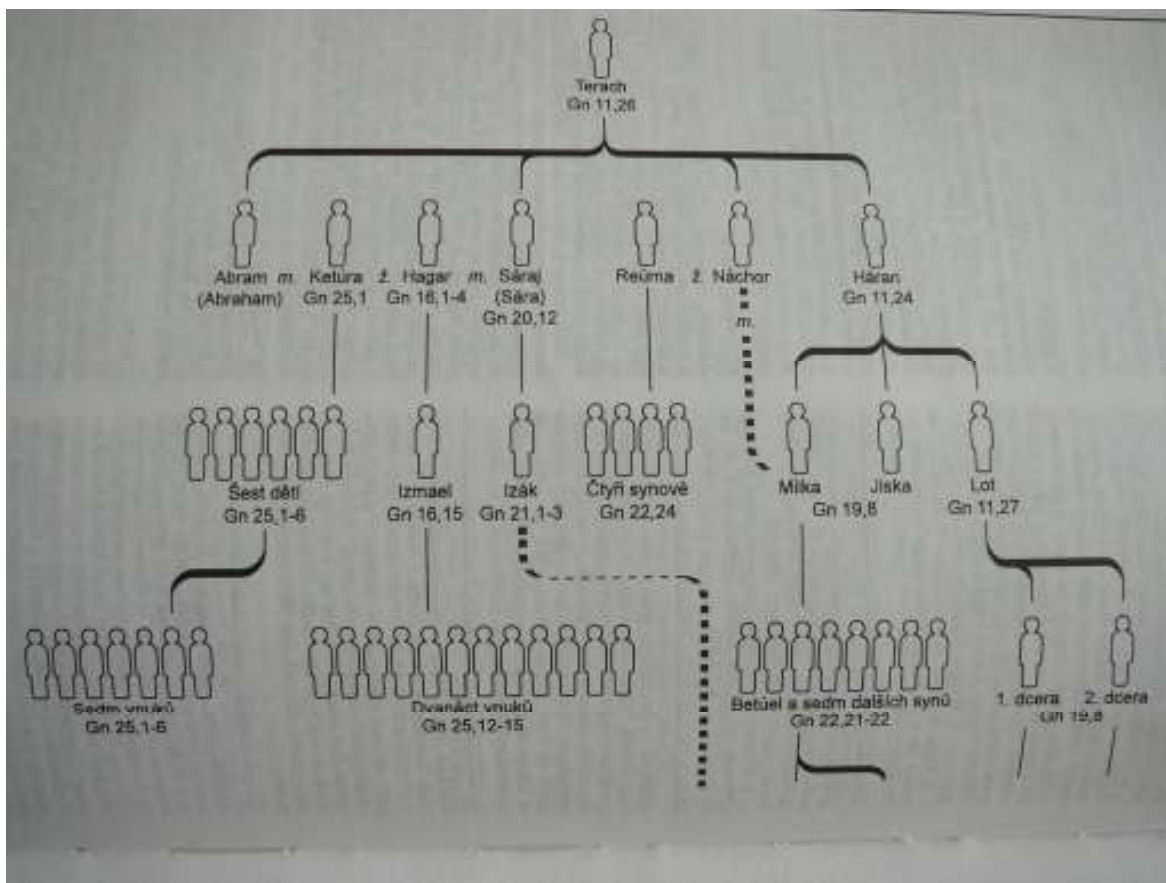 Terach
Gn 11,26
Abram m. Ketúra ž. Hagar m. Sáraj
(Abraham) Gn 25,1 Gn 16,1-4 (Sára)
Gn 20,12
Reúma ž. Náchor
Háran
Gn 11,24
m.
Šest dětí
Gn 25,1-6
Izmael
Gn 16,15
Izák
Gn 21,1-3
Čtyři synové
Gn 22,24
Milka Jiska
Gn 19,8
Lot
Gn 11,27
Sedm vnuků
Gn 25,1-6
Dvanáct vnuků
Gn 25,12-15
Betúel a sedm dalších synů
Gn 22,21-22
1. dcera 2. dcera
Gn 19,8